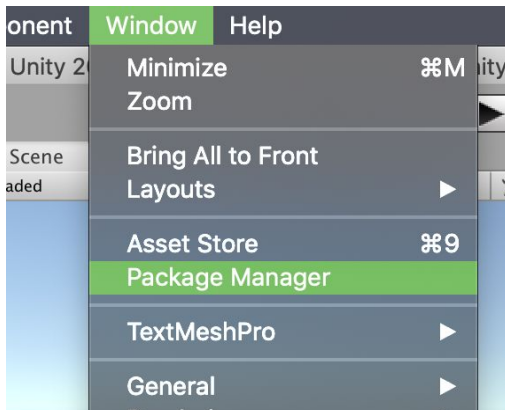 onent Window Help
Unity 2
Minimize ⌘M
ity
Zoom
Scene
Bring All to Front
aded
Layouts ▶
Asset Store ⌘9
Package Manager
TextMeshPro ▶
General ▶